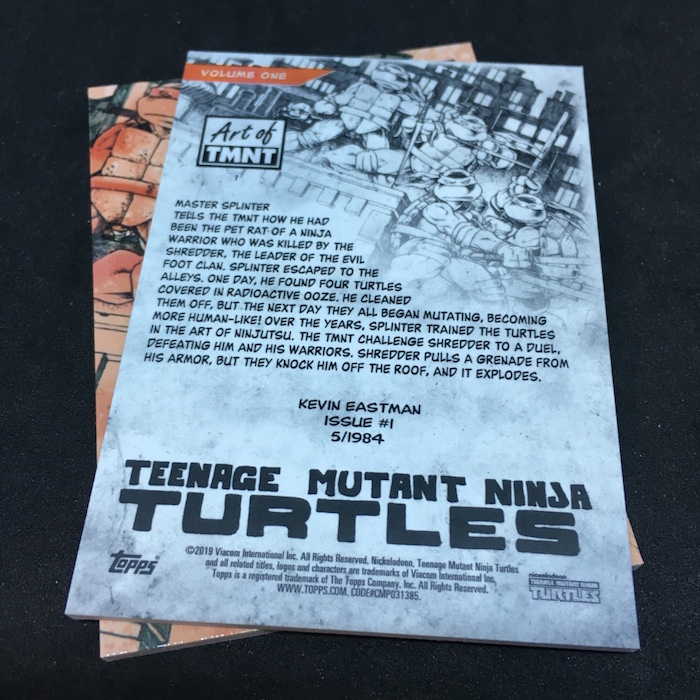 VOLUME ONE
Art of
TMNT
MASTER SPLINTER
TELLS THE TMNT HOW HE HAD
BEEN THE PET RAT OF A NINJA
WARRIOR WHO WAS KILLED BY THE
SHREDDER, THE LEADER OF THE EVIL
FOOT CLAN. SPLINTER ESCAPED TO THE
ALLEYS. ONE DAY, HE FOUND FOUR TURTLES
COVERED IN RADIOACTIVE OOZE. HE CLEANED
THEM OFF, BUT THE NEXT DAY THEY ALL BEGAN MUTATING, BECOMING
MORE HUMAN-LIKE! OVER THE YEARS, SPLINTER TRAINED THE TURTLES
IN THE ART OF NINJUTSU. THE TMNT CHALLENGE SHREDDER TO A DUEL,
DEFEATING HIM AND HIS WARRIORS. SHREDDER PULLS A GRENADE FROM
HIS ARMOR, BUT THEY KNOCK HIM OFF THE ROOF, AND IT EXPLODES.
KEVIN EASTMAN
ISSUE #1
5/1984
TEENAGE MUTANT NINJA
TURTLES
Topps
©2019 Viacom International Inc. All Rights Reserved. Nickelodeon, Teenage Mutant Ninja Turtles
and all related titles, logos and characters are trademarks of Viacom International Inc.
Topps is a registered trademark of The Topps Company, Inc. All Rights Reserved.
WWW.TOPPS.COM. CODE#CMP031385.
nickelodeon
TEENAGE MUTANT NINJA
TURTLES